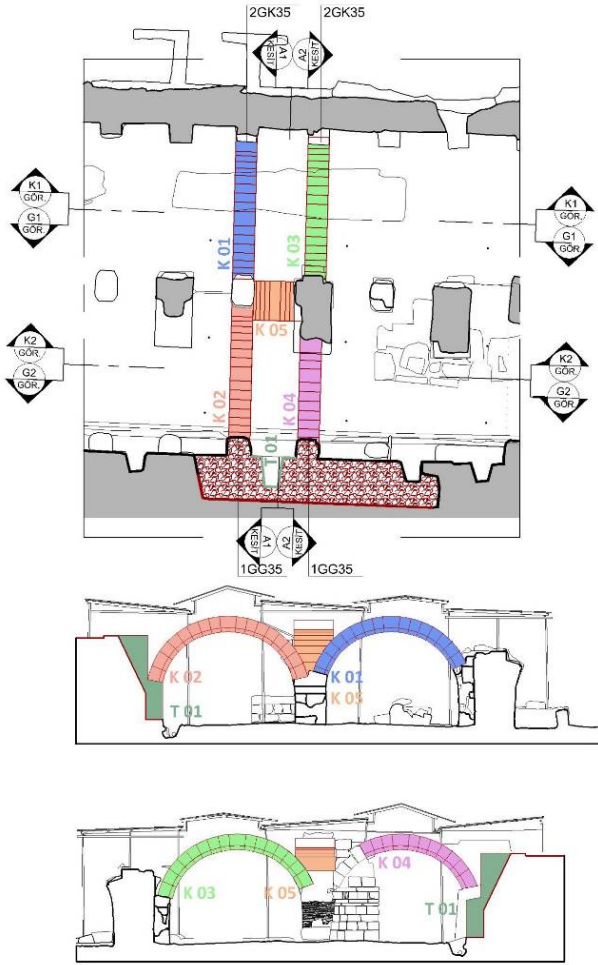 2GK35
2GK35
KESİT
A1
A2
KESİT
K1
GÖR.
G1
GÖR.
K1
GÖR.
G1
GÖR.
K 01
K 03
K 05
K2
GÖR.
G2
GÖR.
K2
GÖR.
G2
GÖR.
K 02
K 04
T 01
KESİT
A1
A2
KESİT
1GG35
1GG35
K 02
K 01
K 05
T 01
K 03
K 05
K 04
T 01